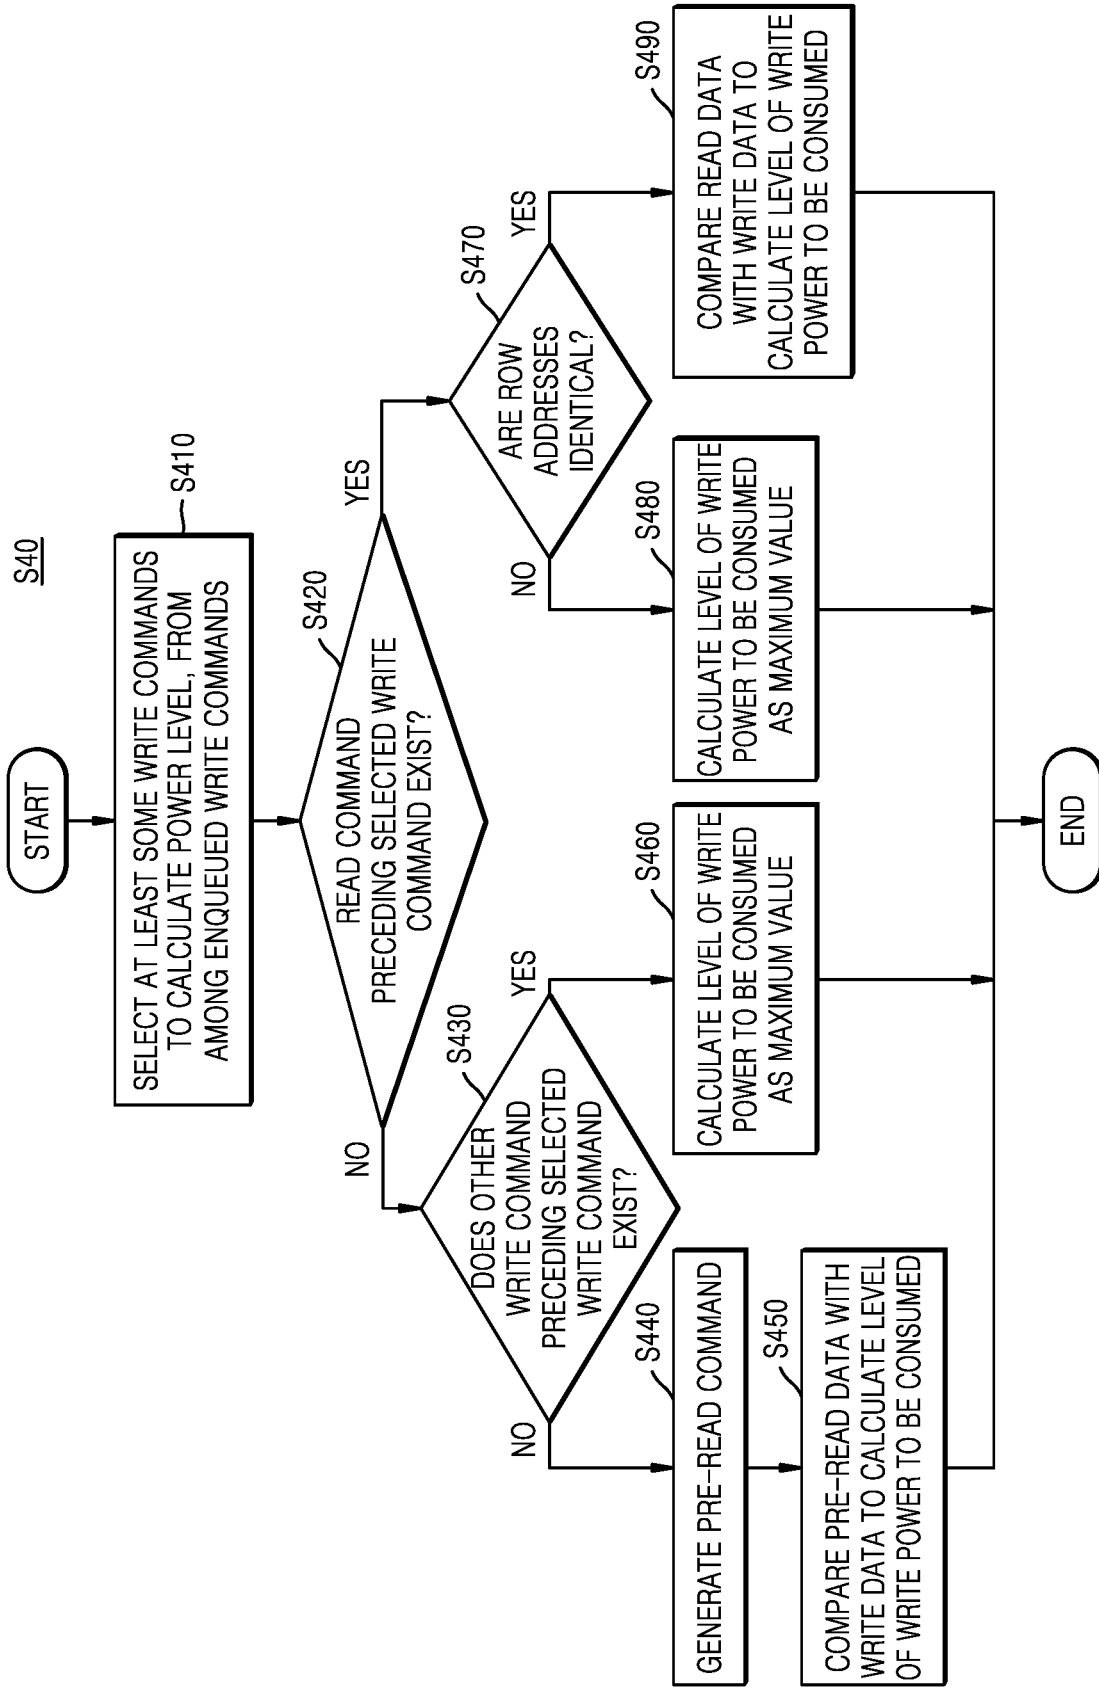 S40
START
SELECT AT LEAST SOME WRITE COMMANDS
TO CALCULATE POWER LEVEL, FROM
AMONG ENQUEUED WRITE COMMANDS
S410
READ COMMAND
PRECEDING SELECTED WRITE
COMMAND EXIST?
S420
NO
YES
DOES OTHER
WRITE COMMAND
PRECEDING SELECTED
WRITE COMMAND
EXIST?
S430
NO
YES
ARE ROW
ADDRESSES
IDENTICAL?
S470
NO
YES
GENERATE PRE-READ COMMAND
S440
COMPARE PRE-READ DATA WITH
WRITE DATA TO CALCULATE LEVEL
OF WRITE POWER TO BE CONSUMED
S450
CALCULATE LEVEL OF WRITE
POWER TO BE CONSUMED
AS MAXIMUM VALUE
S460
CALCULATE LEVEL OF WRITE
POWER TO BE CONSUMED
AS MAXIMUM VALUE
S480
COMPARE READ DATA
WITH WRITE DATA TO
CALCULATE LEVEL OF WRITE
POWER TO BE CONSUMED
S490
END